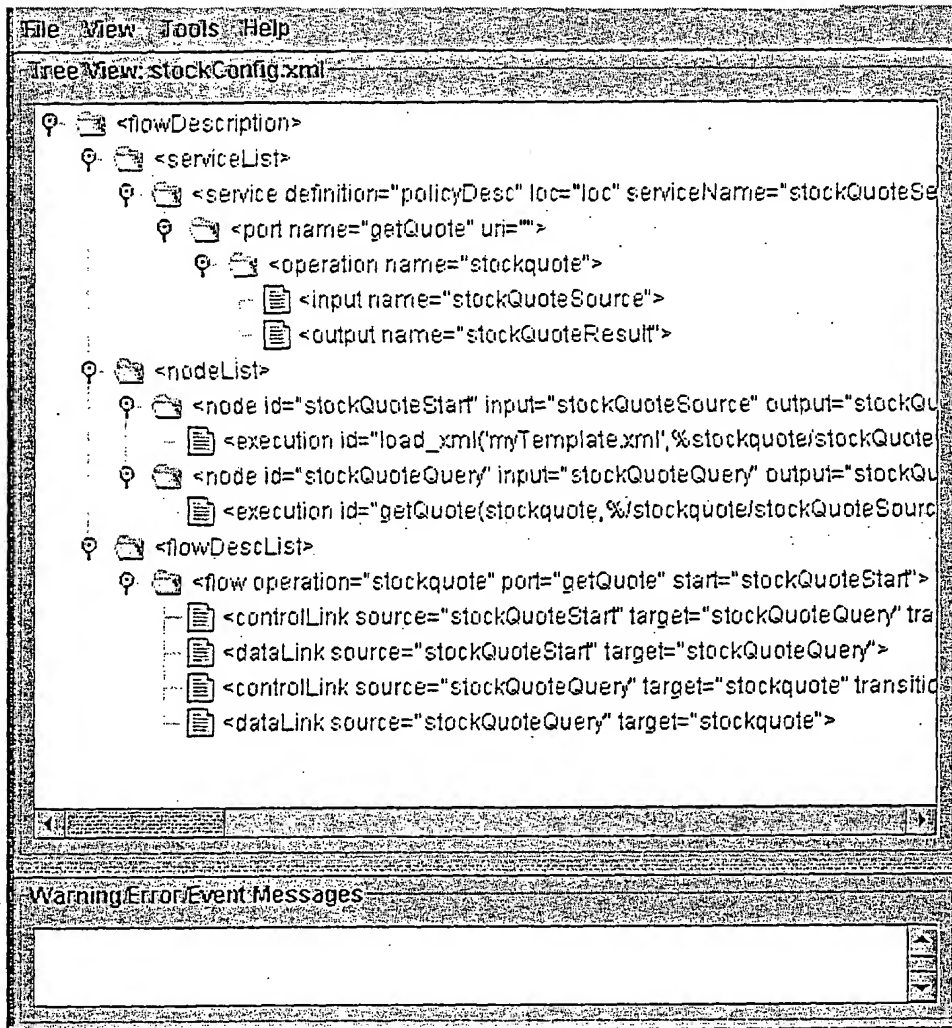 File View Tools Help
Tree View: stockConfig.xml
<flowDescription>
<serviceList>
<service definition="policyDesc" loc="loc" serviceName="stockQuoteSe
<port name="getQuote" uri="">
<operation name="stockquote">
<input name="stockQuoteSource">
<output name="stockQuoteResult">
<nodeList>
<node id="stockQuoteStart" input="stockQuoteSource" output="stockQu
<execution id="load_xml('myTemplate.xml',%stockquote/stockQuote
<node id="stockQuoteQuery" input="stockQuoteQuery" output="stockQu
<execution id="getQuote(stockquote,%/stockquote/stockQuoteSourc
<flowDescList>
<flow operation="stockquote" port="getQuote" start="stockQuoteStart">
<controlLink source="stockQuoteStart" target="stockQuoteQuery" tra
<dataLink source="stockQuoteStart" target="stockQuoteQuery">
<controlLink source="stockQuoteQuery" target="stockquote" transitio
<dataLink source="stockQuoteQuery" target="stockquote">
Warning/Error/Event Messages